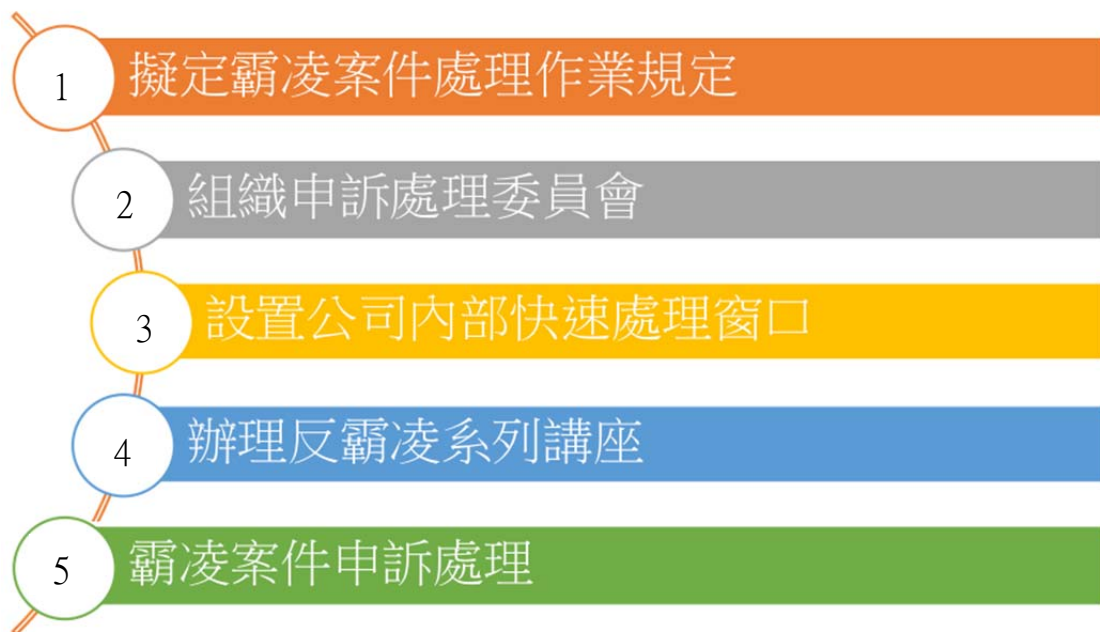 1 擬定霸凌案件處理作業規定
2 組織申訴處理委員會
3 設置公司內部快速處理窗口
4 辦理反霸凌系列講座
5 霸凌案件申訴處理